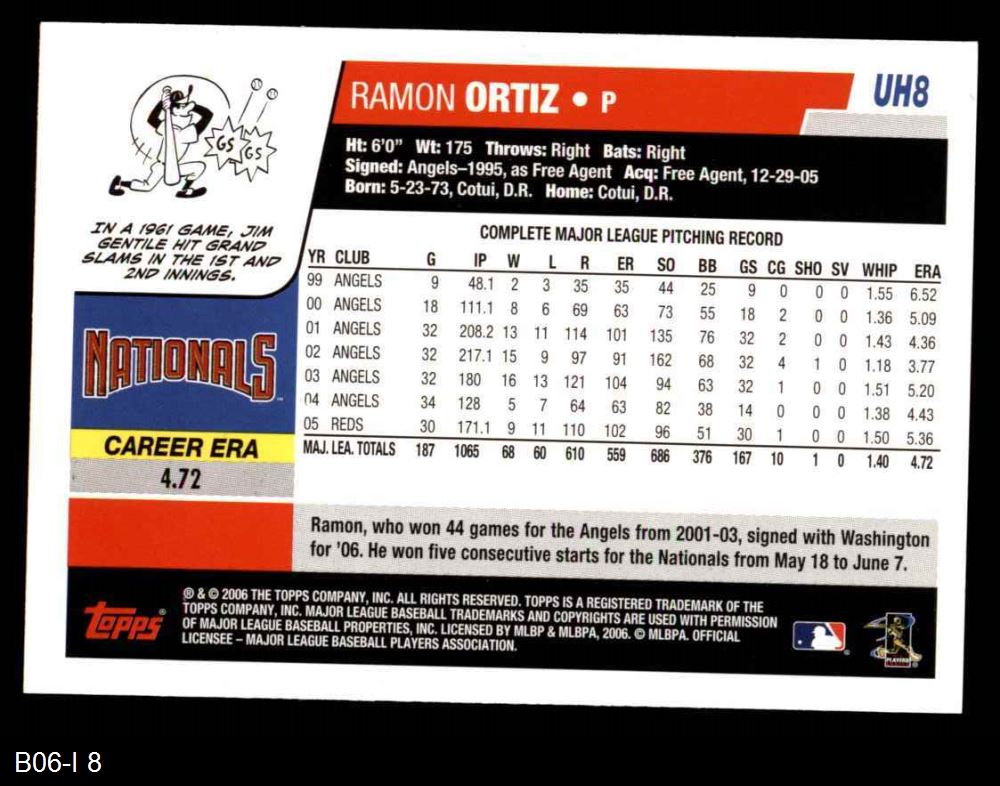 RAMON ORTIZ • P
UH8
Ht: 6'0" Wt: 175 Throws: Right Bats: Right
Signed: Angels–1995, as Free Agent Acq: Free Agent, 12-29-05
Born: 5-23-73, Cotui, D.R. Home: Cotui, D.R.
GS
GS
IN A 1961 GAME, JIM
GENTILE HIT GRAND
SLAMS IN THE 1ST AND
2ND INNINGS.
COMPLETE MAJOR LEAGUE PITCHING RECORD
YR CLUB G IP W L R ER SO BB GS CG SHO SV WHIP ERA
99 ANGELS 9 48.1 2 3 35 35 44 25 9 0 0 0 1.55 6.52
00 ANGELS 18 111.1 8 6 69 63 73 55 18 2 0 0 1.36 5.09
01 ANGELS 32 208.2 13 11 114 101 135 76 32 2 0 0 1.43 4.36
02 ANGELS 32 217.1 15 9 97 91 162 68 32 4 1 0 1.18 3.77
03 ANGELS 32 180 16 13 121 104 94 63 32 1 0 0 1.51 5.20
04 ANGELS 34 128 5 7 64 63 82 38 14 0 0 0 1.38 4.43
05 REDS 30 171.1 9 11 110 102 96 51 30 1 0 0 1.50 5.36
MAJ. LEA. TOTALS 187 1065 68 60 610 559 686 376 167 10 1 0 1.40 4.72
NATIONALS
CAREER ERA
4.72
Ramon, who won 44 games for the Angels from 2001-03, signed with Washington
for '06. He won five consecutive starts for the Nationals from May 18 to June 7.
topps®
® & © 2006 THE TOPPS COMPANY, INC. ALL RIGHTS RESERVED. TOPPS IS A REGISTERED TRADEMARK OF THE
TOPPS COMPANY, INC. MAJOR LEAGUE BASEBALL TRADEMARKS AND COPYRIGHTS ARE USED WITH PERMISSION
OF MAJOR LEAGUE BASEBALL PROPERTIES, INC. LICENSED BY MLBP & MLBPA, 2006. © MLBPA. OFFICIAL
LICENSEE – MAJOR LEAGUE BASEBALL PLAYERS ASSOCIATION.
PLAYERS
B06-I 8